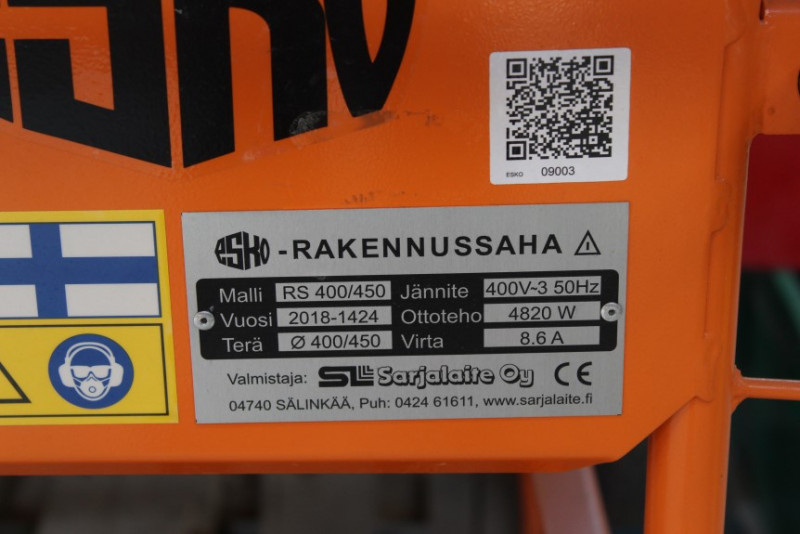 esko
ESKO 09003
esko -RAKENNUSSAHA
Malli RS 400/450 Jännite 400V~3 50Hz
Vuosi 2018-1424 Ottoteho 4820 W
Terä Ø 400/450 Virta 8.6 A
Valmistaja: SL Sarjalaite Oy CE
04740 SÄLINKÄÄ, Puh: 0424 61611, www.sarjalaite.fi